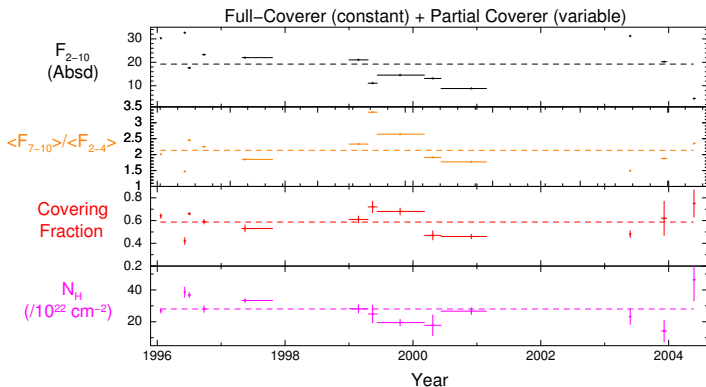 Full−Coverer (constant) + Partial Coverer (variable)
F2−10
(Absd)
30
20
10
3.5
<F7−10>/<F2−4>
3
2.5
2
1.5
1
Covering
Fraction
0.8
0.6
0.4
0.2
NH
(/10²² cm⁻²)
40
20
1996
1998
2000
2002
2004
Year